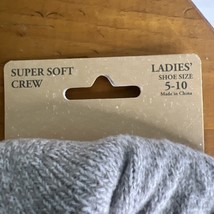 SUPER SOFT
CREW
LADIES'
SHOE SIZE
5-10
Made in China